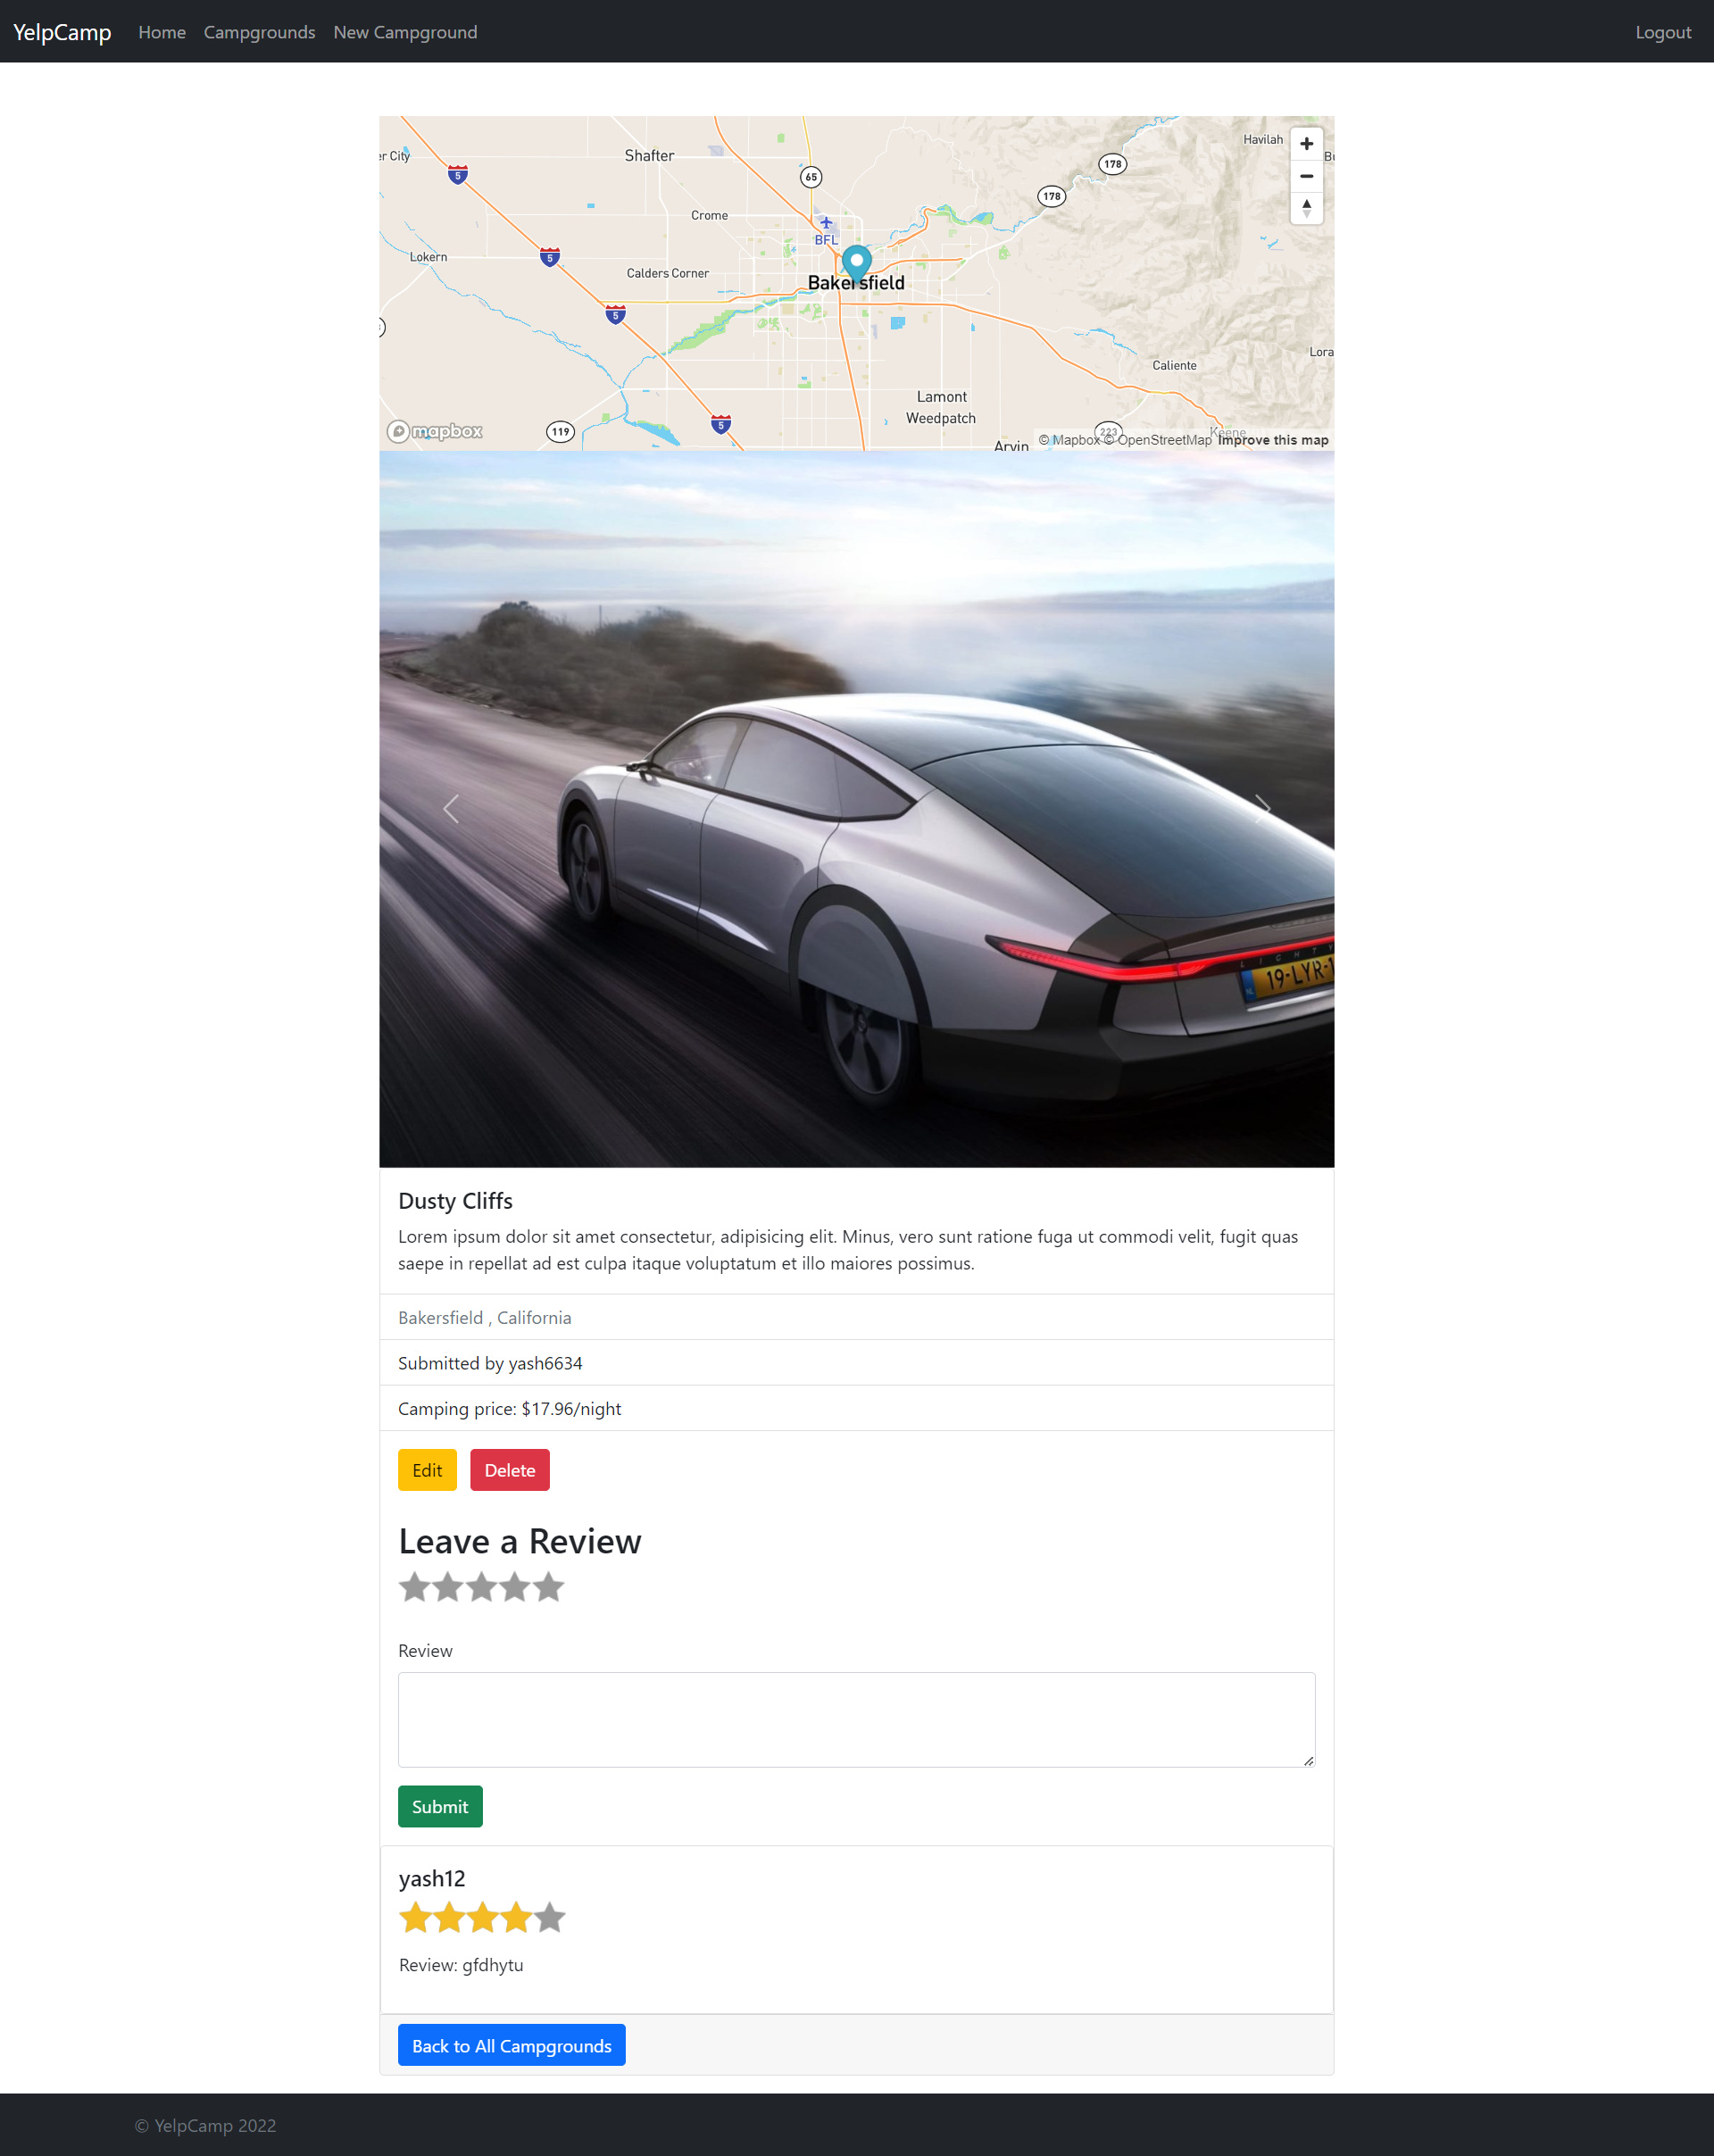 YelpCamp Home Campgrounds New Campground Logout
Havilah
er City
Shafter
178
5
65
178
Crome
BFL
Lokern
5
Calders Corner
Bakersfield
5
Caliente
Lamont
Weedpatch
mapbox
119
5
223
Keene
Arvin
© Mapbox © OpenStreetMap Improve this map
LIGHTY
NL 19-LYR-1
Dusty Cliffs
Lorem ipsum dolor sit amet consectetur, adipisicing elit. Minus, vero sunt ratione fuga ut commodi velit, fugit quas
saepe in repellat ad est culpa itaque voluptatum et illo maiores possimus.
Bakersfield , California
Submitted by yash6634
Camping price: $17.96/night
Edit Delete
Leave a Review
Review
Submit
yash12
Review: gfdhytu
Back to All Campgrounds
© YelpCamp 2022